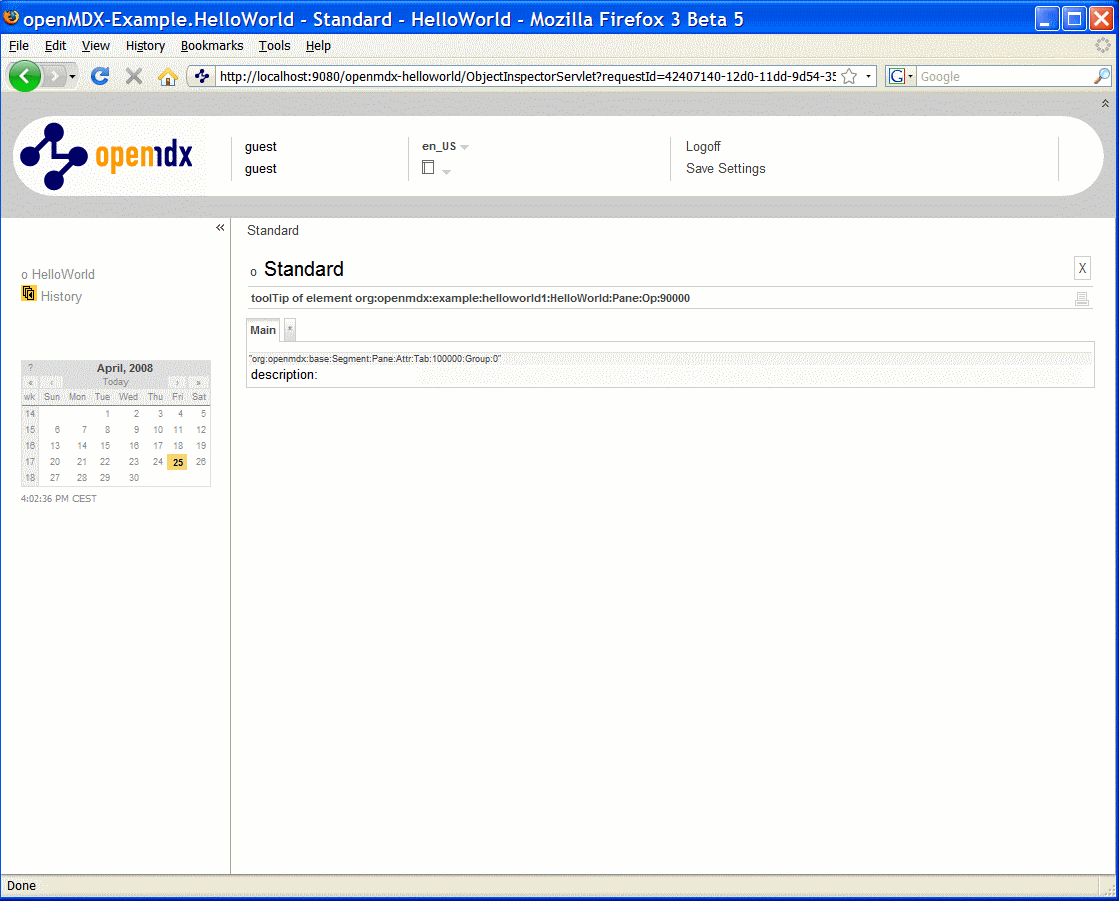 openMDX-Example.HelloWorld - Standard - HelloWorld - Mozilla Firefox 3 Beta 5
File Edit View History Bookmarks Tools Help
http://localhost:9080/openmdx-helloworld/ObjectInspectorServlet?requestId=42407140-12d0-11dd-9d54-35 G Google
openmdx
guest
guest
en_US
Logoff
Save Settings
«
o HelloWorld
History
? April, 2008
« ‹ Today › »
wk Sun Mon Tue Wed Thu Fri Sat
14 1 2 3 4 5
15 6 7 8 9 10 11 12
16 13 14 15 16 17 18 19
17 20 21 22 23 24 25 26
18 27 28 29 30
4:02:36 PM CEST
Standard
o Standard X
toolTip of element org:openmdx:example:helloworld1:HelloWorld:Pane:Op:90000
Main *
"org:openmdx:base:Segment:Pane:Attr:Tab:100000:Group:0"
description:
Done